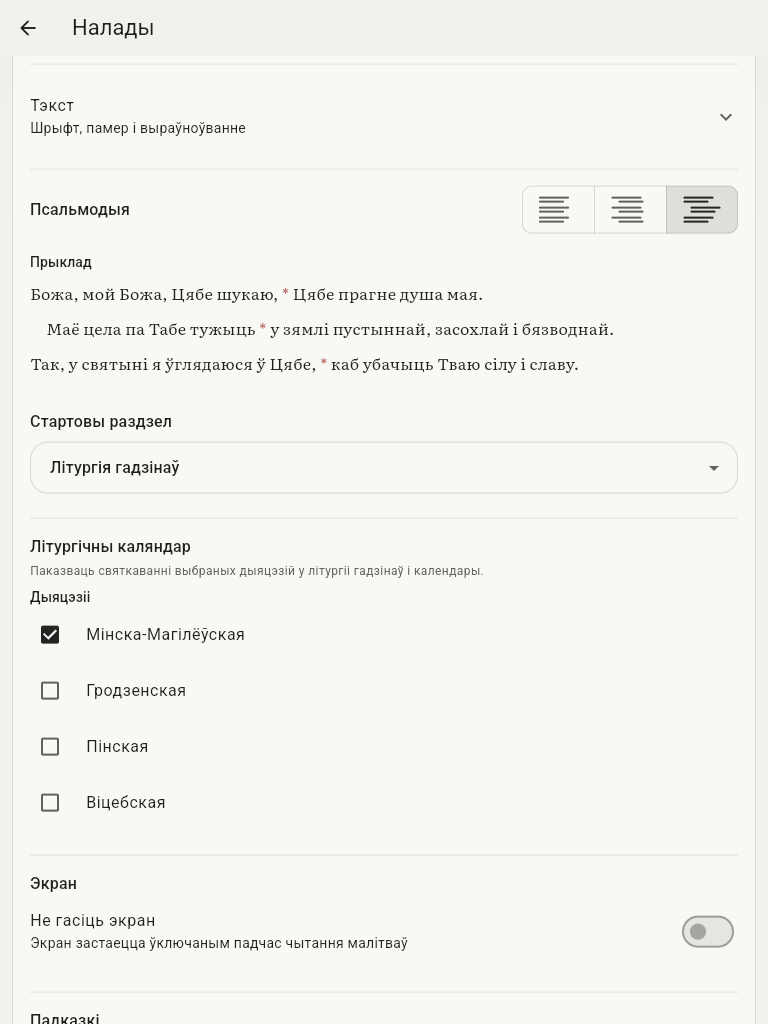 Налады
Тэкст
Шрыфт, памер і выраўноўванне
Псальмодыя
Прыклад
Божа, мой Божа, Цябе шукаю, * Цябе прагне душа мая.
Маё цела па Табе тужыць * у зямлі пустыннай, засохлай і бязводнай.
Так, у святыні я ўглядаюся ў Цябе, * каб убачыць Тваю сілу і славу.
Стартовы раздзел
Літургія гадзінаў
Літургічны каляндар
Паказваць святкаванні выбраных дыяцэзій у літургіі гадзінаў і календары.
Дыяцэзіі
Мінска-Магілёўская
Гродзенская
Пінская
Віцебская
Экран
Не гасіць экран
Экран застаецца ўключаным падчас чытання малітваў
Падказкі